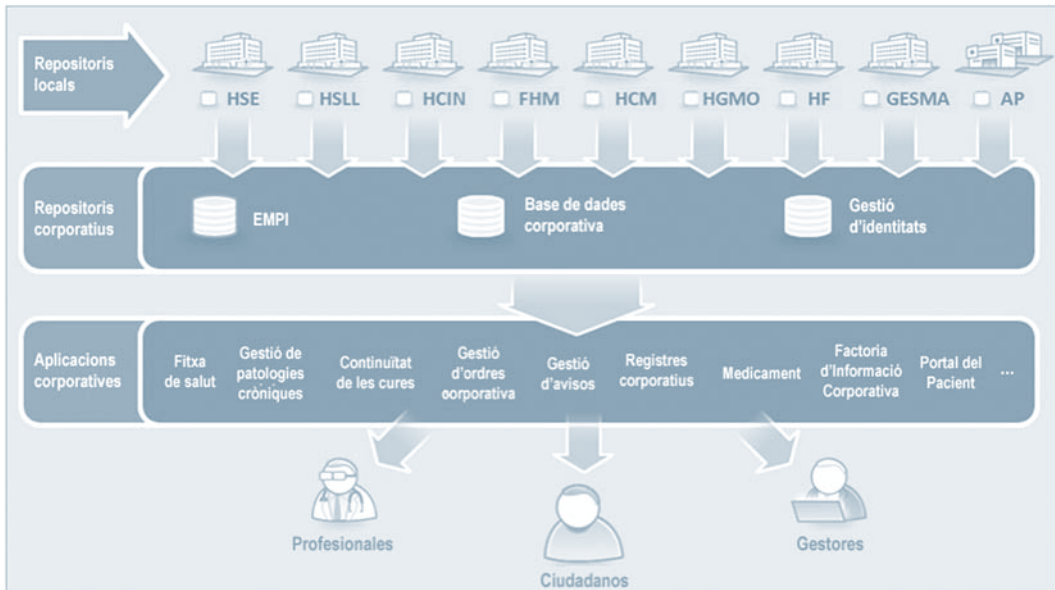 Repositoris
locals
HSE
HSLL
HCIN
FHM
HCM
HGMO
HF
GESMA
AP
Repositoris
corporatius
EMPI
Base de dades
corporativa
Gestió
d'identitats
Aplicacions
corporatives
Fitxa
de salut
Gestió de
patologies
cròniques
Continuïtat
de les cures
Gestió
d'ordres
corporativa
Gestió
d'avisos
Registres
corporatius
Medicament
Factoria
d'Informació
Corporativa
Portal del
Pacient
...
Profesionales
Ciudadanos
Gestores